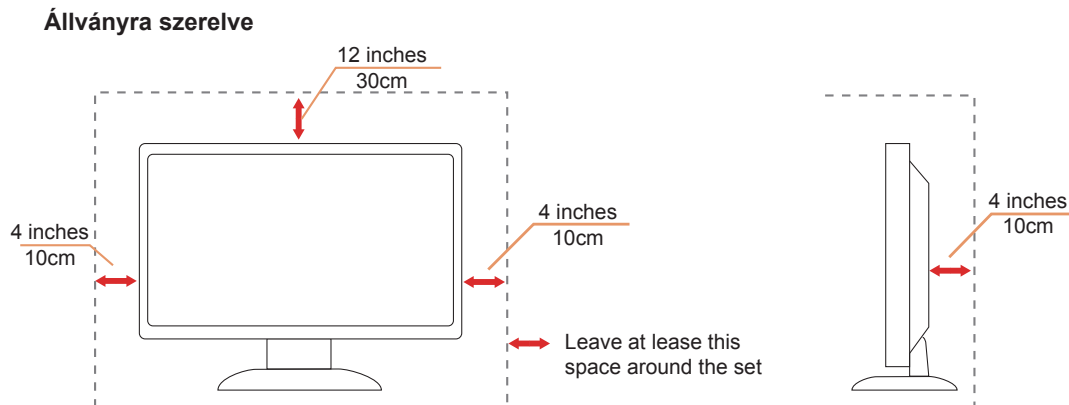 Állványra szerelve
12 inches
30cm
4 inches
10cm
4 inches
10cm
4 inches
10cm
Leave at lease this
space around the set